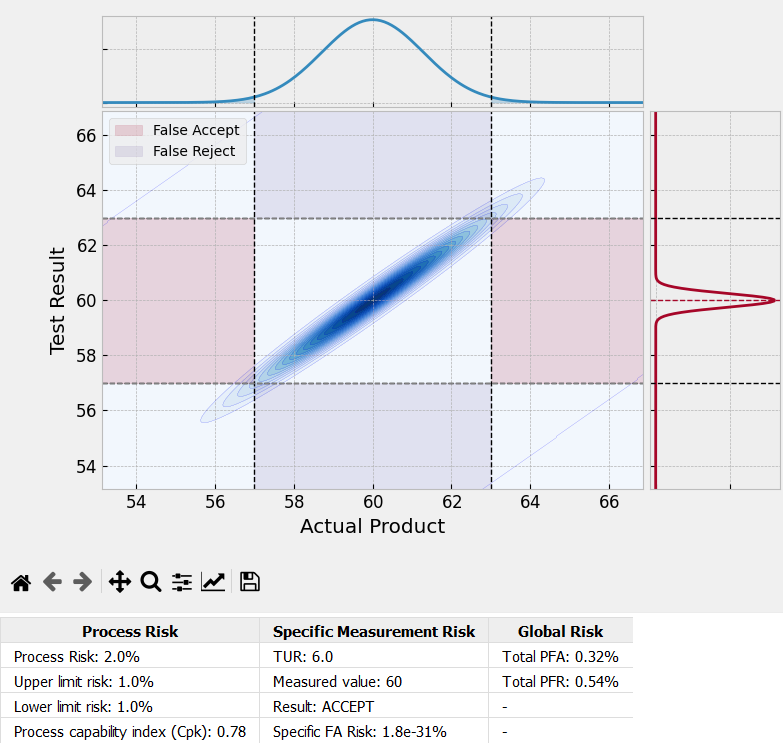 False Accept
False Reject
66
64
62
60
58
56
54
Test Result
54 56 58 60 62 64 66
Actual Product
Process Risk Specific Measurement Risk Global Risk
Process Risk: 2.0% TUR: 6.0 Total PFA: 0.32%
Upper limit risk: 1.0% Measured value: 60 Total PFR: 0.54%
Lower limit risk: 1.0% Result: ACCEPT -
Process capability index (Cpk): 0.78 Specific FA Risk: 1.8e-31% -